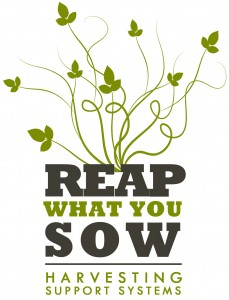 REAP
WHAT YOU
SOW
HARVESTING
SUPPORT SYSTEMS